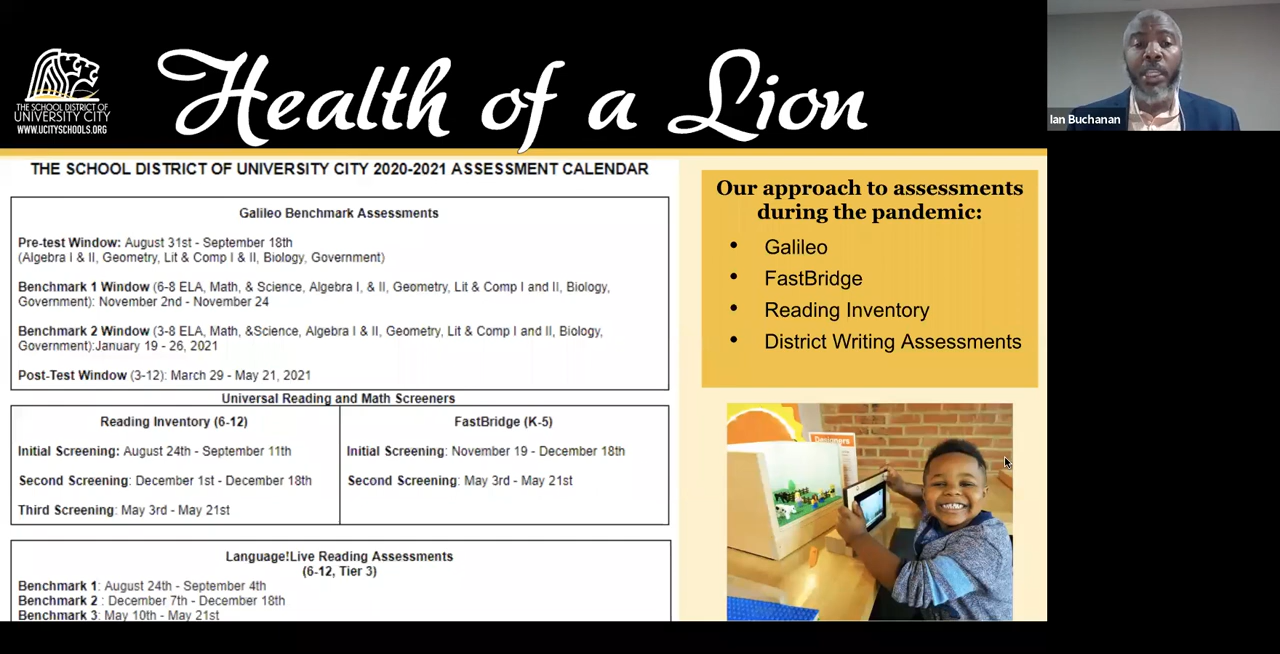 Health of a Lion
THE SCHOOL DISTRICT OF
UNIVERSITY CITY
WWW.UCITYSCHOOLS.ORG
Ian Buchanan
THE SCHOOL DISTRICT OF UNIVERSITY CITY 2020-2021 ASSESSMENT CALENDAR
Galileo Benchmark Assessments
Pre-test Window: August 31st - September 18th
(Algebra I & II, Geometry, Lit & Comp I & II, Biology, Government)
Benchmark 1 Window (6-8 ELA, Math, & Science, Algebra I, & II, Geometry, Lit & Comp I and II, Biology,
Government): November 2nd - November 24
Benchmark 2 Window (3-8 ELA, Math, &Science, Algebra I & II, Geometry, Lit & Comp I and II, Biology,
Government):January 19 - 26, 2021
Post-Test Window (3-12): March 29 - May 21, 2021
Universal Reading and Math Screeners
Reading Inventory (6-12)
Initial Screening: August 24th - September 11th
Second Screening: December 1st - December 18th
Third Screening: May 3rd - May 21st
FastBridge (K-5)
Initial Screening: November 19 - December 18th
Second Screening: May 3rd - May 21st
Language!Live Reading Assessments
(6-12, Tier 3)
Benchmark 1: August 24th - September 4th
Benchmark 2 : December 7th - December 18th
Benchmark 3: May 10th - May 21st
Our approach to assessments
during the pandemic:
• Galileo
• FastBridge
• Reading Inventory
• District Writing Assessments
Designers